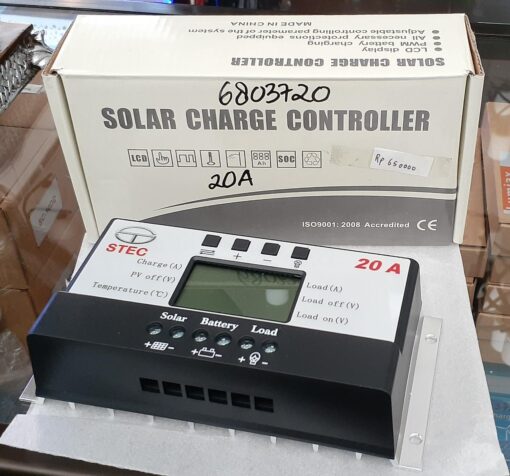 MADE IN CHINA
● Adjustable controlling parameter of the system
● All necessary protections equipped
● PWM battery charging
● LCD display
SOLAR CHARGE CONTROLLER
6803720
SOLAR CHARGE CONTROLLER
LCD
888
Ah
SOC
Rp 650000
20A
ISO9001: 2008 Accredited CE
STEC
+
−
20 A
Charge(A)
PV off(V)
Temperature(℃)
Load(A)
Load off(V)
Load on(V)
Solar Battery Load
+ − + − + −